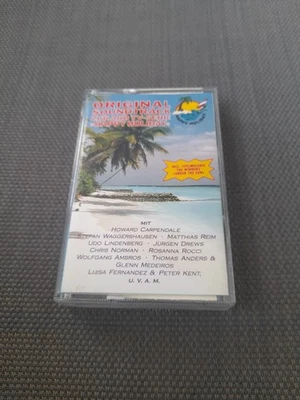 ORIGINAL
SOUNDTRACK
MIT
HOWARD CARPENDALE
STEFAN WAGGERSHAUSEN · MATTHIAS REIM
UDO LINDENBERG · JÜRGEN DREWS
CHRIS NORMAN · ROSANNA ROCCI
WOLFGANG AMBROS · THOMAS ANDERS &
GLENN MEDEIROS
LUISA FERNANDEZ & PETER KENT,
U. V. A. M.